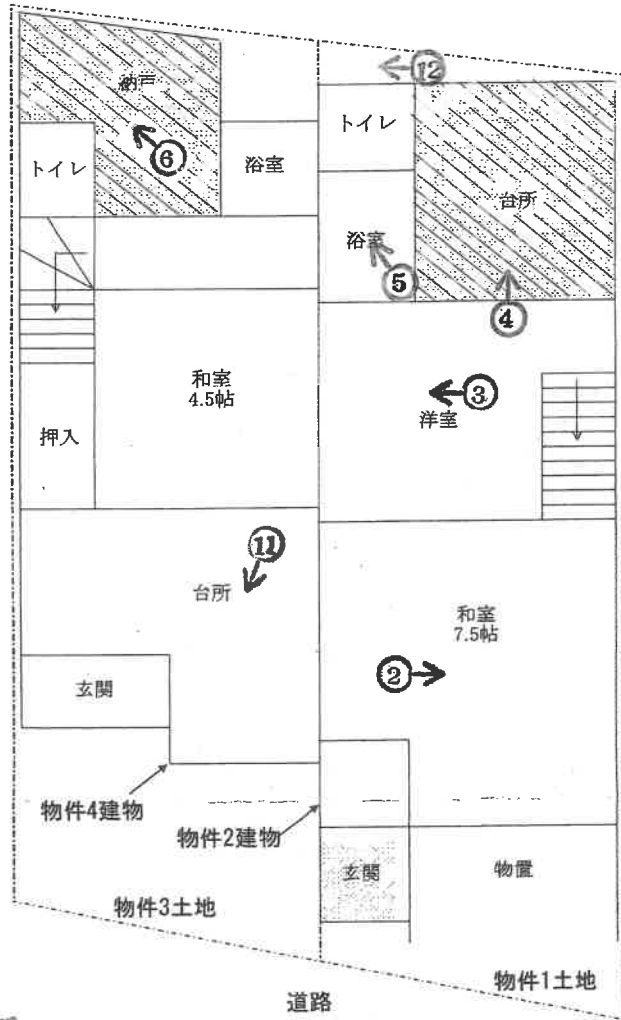 納戸
⑥
トイレ
浴室
⑫
トイレ
台所
浴室
⑤
④
和室
4.5帖
押入
③
洋室
⑪
台所
和室
7.5帖
②
玄関
物件4建物
物件2建物
玄関
物置
物件3土地
物件1土地
道路